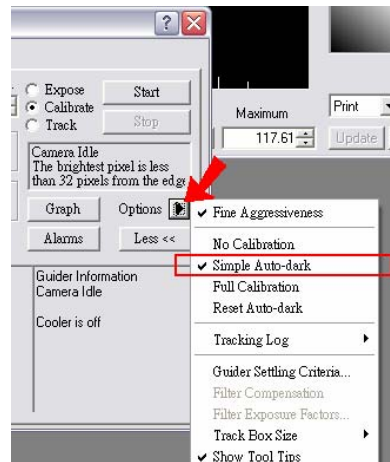 Expose
Start
Calibrate
Track
Stop
Camera Idle
The brightest
pixel is less
than 32 pixels from the edge
Graph
Options
Alarms
Less <<
Guider Information
Camera Idle
Cooler is off
Maximum
Print
117.61
Update
Fine Aggressiveness
No Calibration
Simple Auto-dark
Full Calibration
Reset Auto-dark
Tracking Log
Guider Settling Criteria...
Filter Compensation
Filter Exposure Factors...
Track Box Size
Show Tool Tips